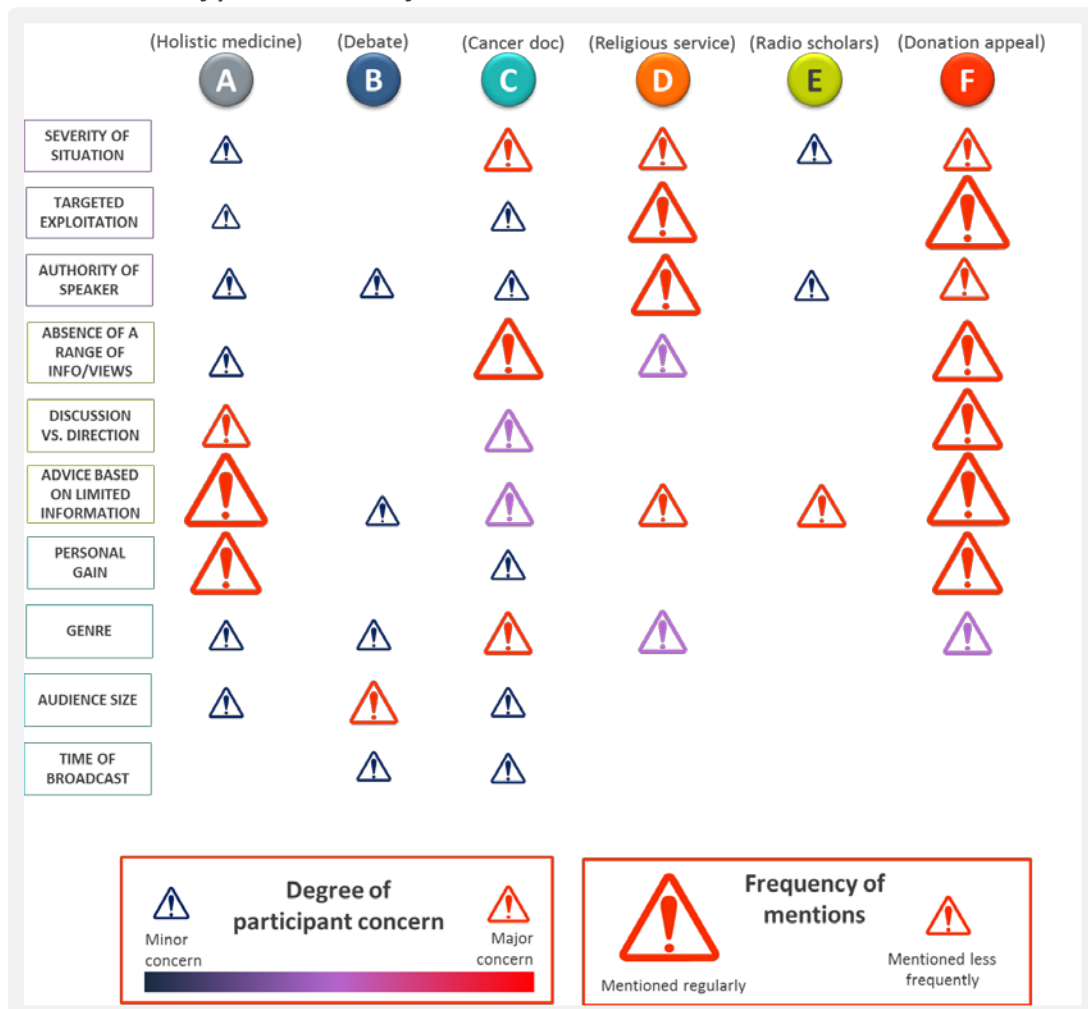 (Holistic medicine) (Debate) (Cancer doc) (Religious service) (Radio scholars) (Donation appeal)
A B C D E F
SEVERITY OF
SITUATION
TARGETED
EXPLOITATION
AUTHORITY OF
SPEAKER
ABSENCE OF A
RANGE OF
INFO/VIEWS
DISCUSSION
VS. DIRECTION
ADVICE BASED
ON LIMITED
INFORMATION
PERSONAL
GAIN
GENRE
AUDIENCE SIZE
TIME OF
BROADCAST
Degree of
participant concern
Minor
concern
Major
concern
Frequency of
mentions
Mentioned regularly
Mentioned less
frequently